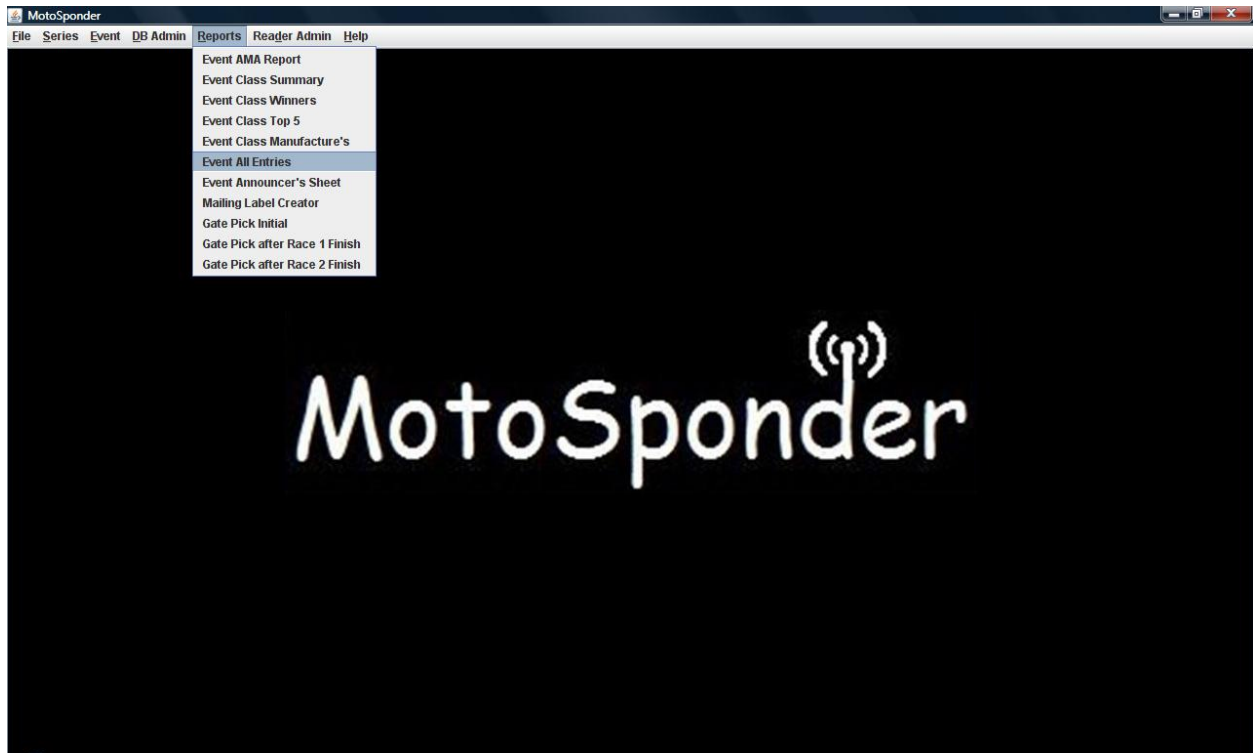 MotoSponder
File Series Event DB Admin Reports Reader Admin Help
Event AMA Report
Event Class Summary
Event Class Winners
Event Class Top 5
Event Class Manufacture's
Event All Entries
Event Announcer's Sheet
Mailing Label Creator
Gate Pick Initial
Gate Pick after Race 1 Finish
Gate Pick after Race 2 Finish
MotoSponder